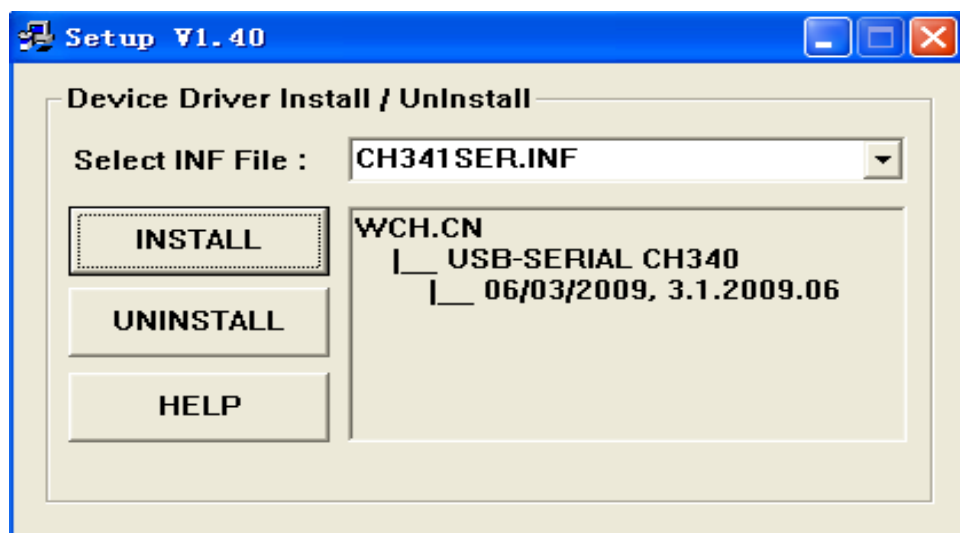 Setup V1.40
Device Driver Install / UnInstall
Select INF File :
CH341SER.INF
INSTALL
UNINSTALL
HELP
WCH.CN
|__ USB-SERIAL CH340
|__ 06/03/2009, 3.1.2009.06